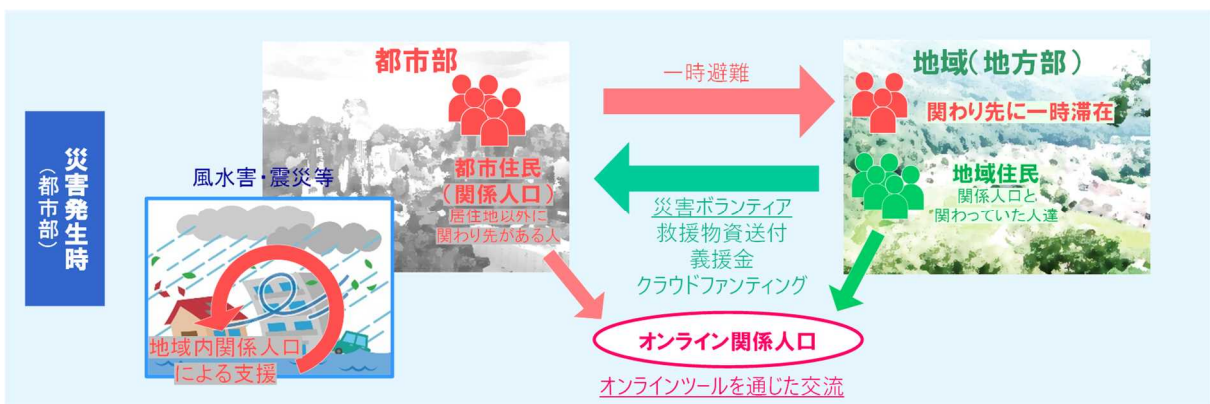 災害発生時
（都市部）
風水害・震災等
地域内関係人口
による支援
都市部
都市住民
（関係人口）
居住地以外に
関わり先がある人
一時避難
災害ボランティア
救援物資送付
義援金
クラウドファンティング
地域（地方部）
関わり先に一時滞在
地域住民
関係人口と
関わっていた人達
オンライン関係人口
オンラインツールを通じた交流